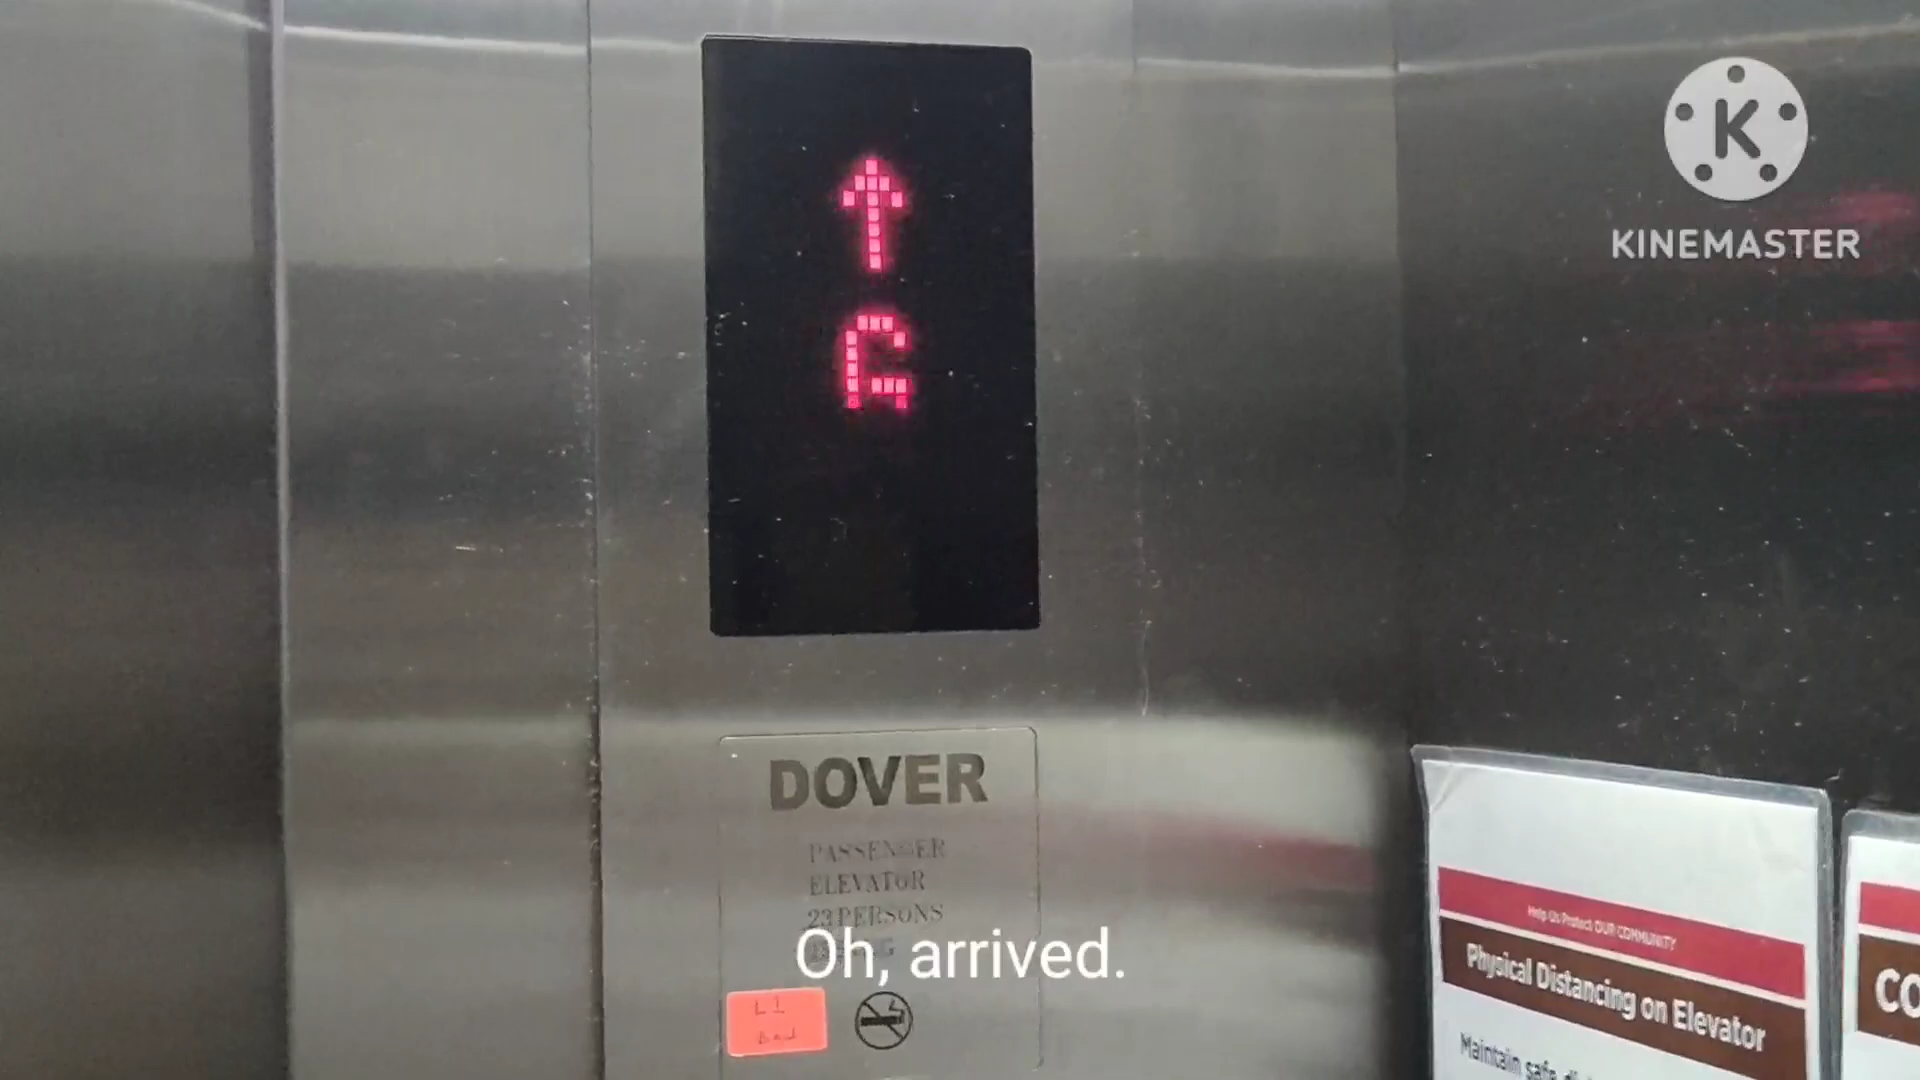 K
KINEMASTER
G
DOVER
PASSENGER
ELEVATOR
23 PERSONS
Oh, arrived.
L1
Help Us Protect OUR COMMUNITY
Physical Distancing on Elevator
Maintain safe
CO